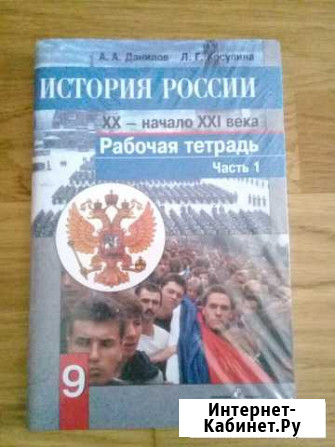 А. А. Данилов Л. Г. Косулина
ИСТОРИЯ РОССИИ
XX – начало XXI века
Рабочая тетрадь
Часть 1
9
Интернет-
Кабинет.Ру